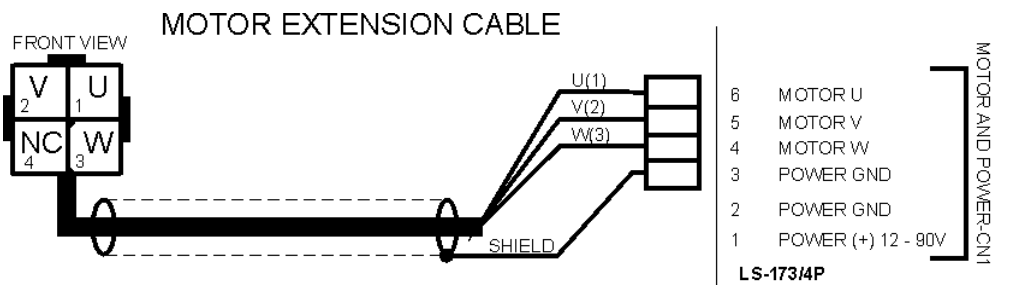 MOTOR EXTENSION CABLE
FRONT VIEW
V U
2 1
NC W
4 3
U(1)
V(2)
W(3)
SHIELD
6 MOTOR U
5 MOTOR V
4 MOTOR W
3 POWER GND
2 POWER GND
1 POWER (+) 12 - 90V
LS-173/4P
MOTOR AND POWER-CN1